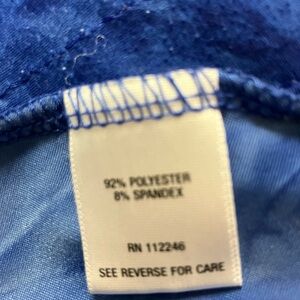 92% POLYESTER
8% SPANDEX
RN 112246
SEE REVERSE FOR CARE